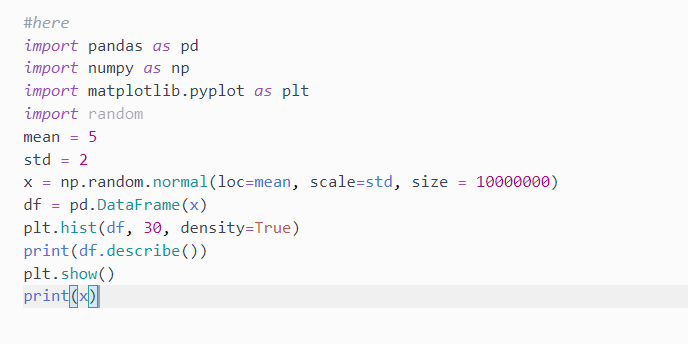 #here
import pandas as pd
import numpy as np
import matplotlib.pyplot as plt
import random
mean = 5
std = 2
x = np.random.normal(loc=mean, scale=std, size = 10000000)
df = pd.DataFrame(x)
plt.hist(df, 30, density=True)
print(df.describe())
plt.show()
print(x)